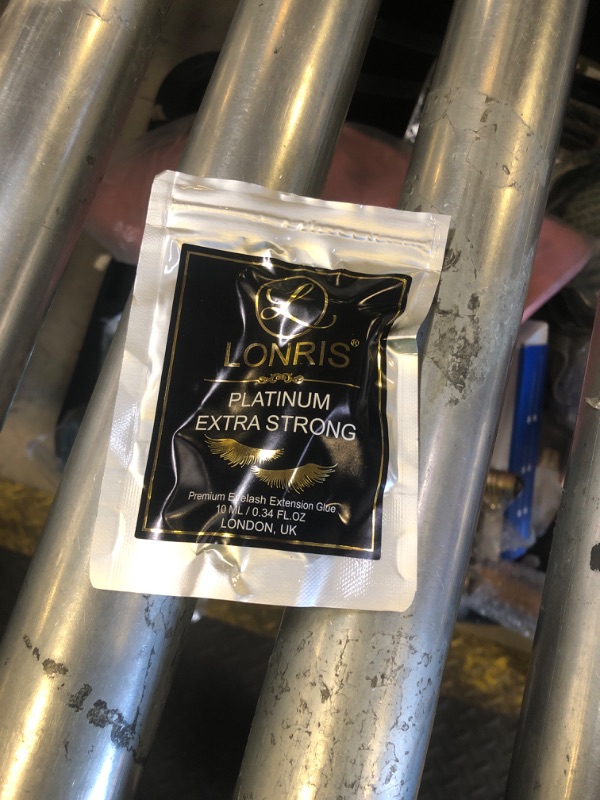 L
LONRIS®
PLATINUM
EXTRA STRONG
Premium Eyelash Extension Glue
10 ML / 0.34 FL.OZ
LONDON, UK